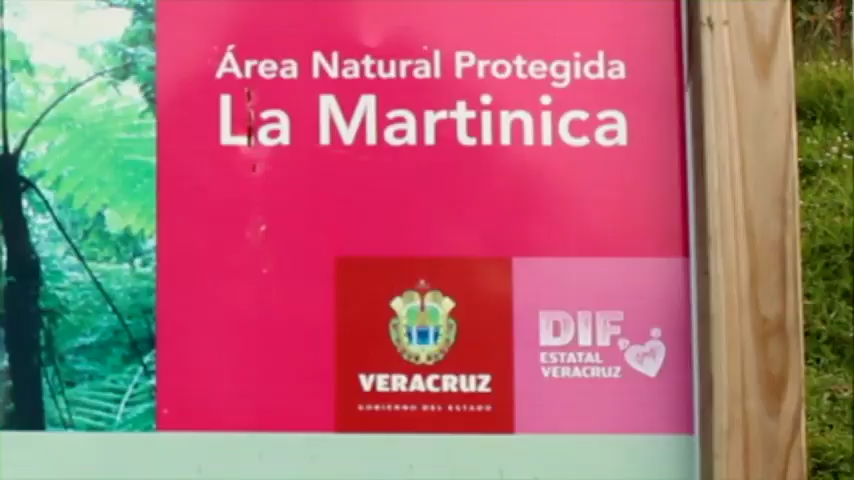 Área Natural Protegida
La Martinica
VERACRUZ
GOBIERNO DEL ESTADO
DIF
ESTATAL
VERACRUZ